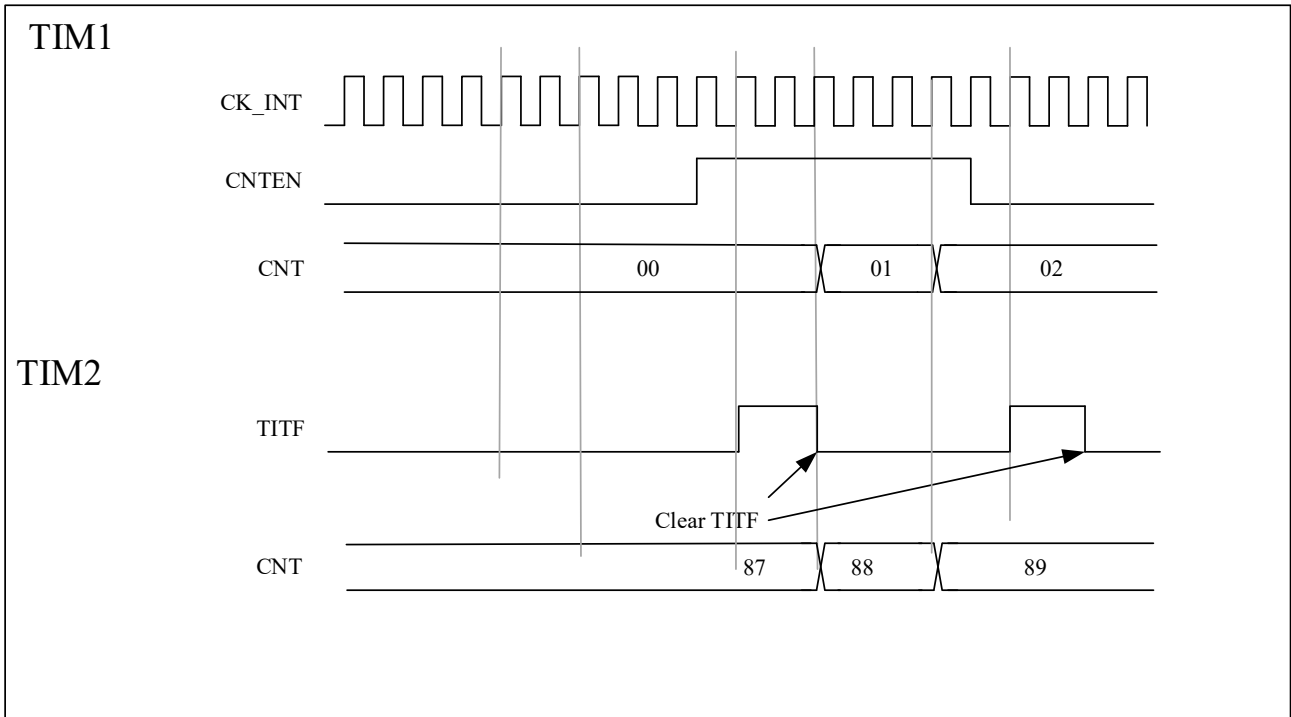 TIM1
CK_INT
CNTEN
CNT 00 01 02
TIM2
TITF
Clear TITF
CNT 87 88 89